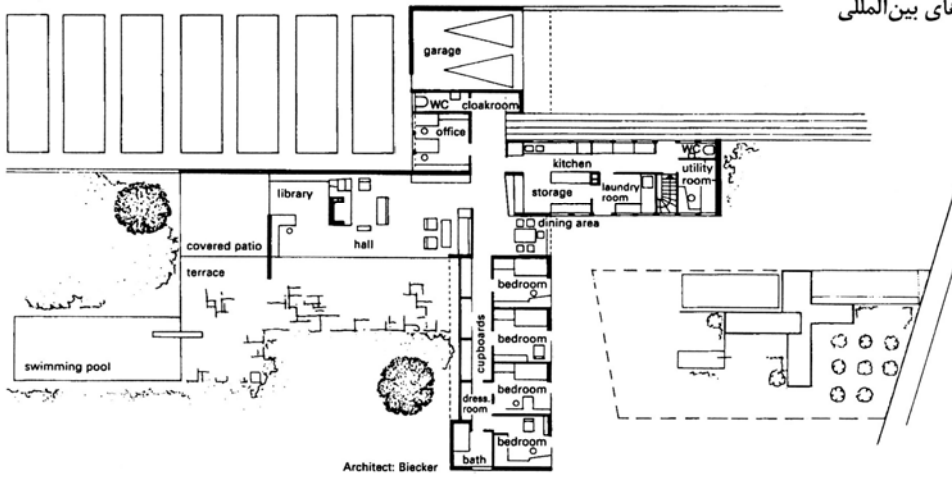 های بین‌المللی
garage
WC cloakroom
office
kitchen
WC
utility
room
storage
laundry
room
library
hall
dining area
covered patio
terrace
bedroom
bedroom
cupboards
swimming pool
bedroom
dress.
room
bedroom
bath
Architect: Biecker